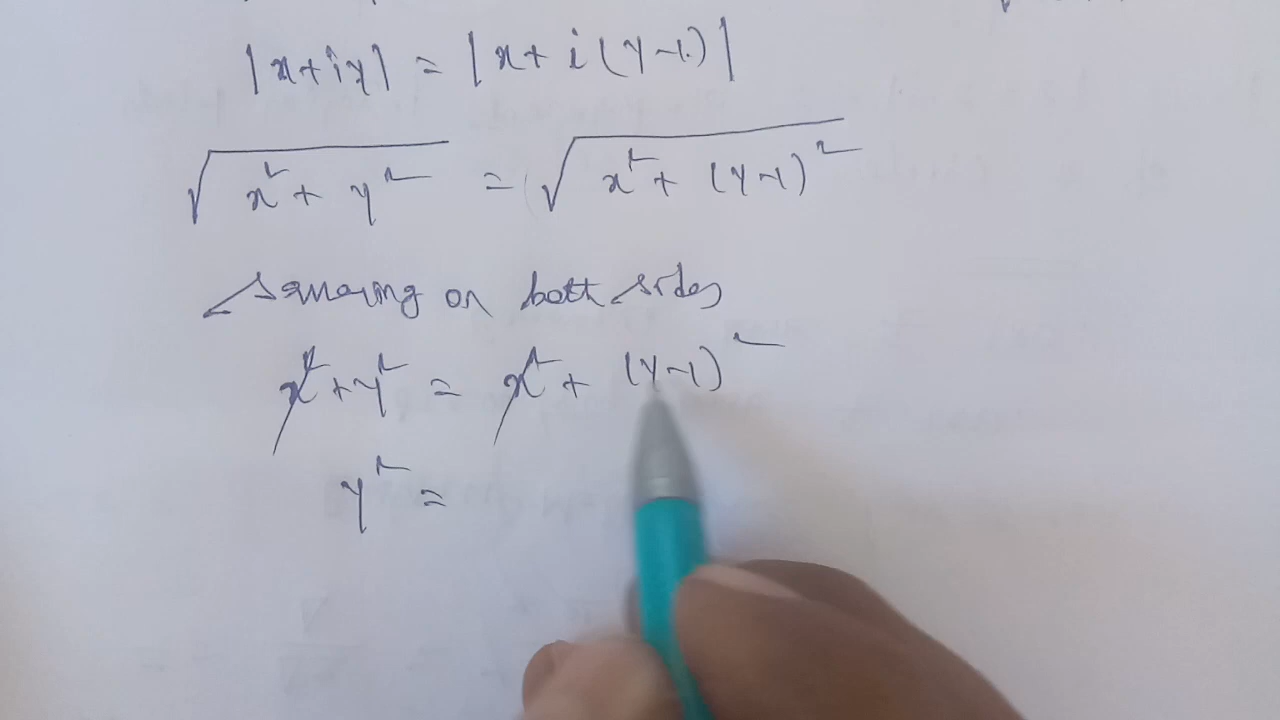 |x+iy| = |x+i(y-1)|
√(x²+y²) = √(x²+(y-1)²)
Squaring on both sides
x²+y² = x²+(y-1)²
y² =